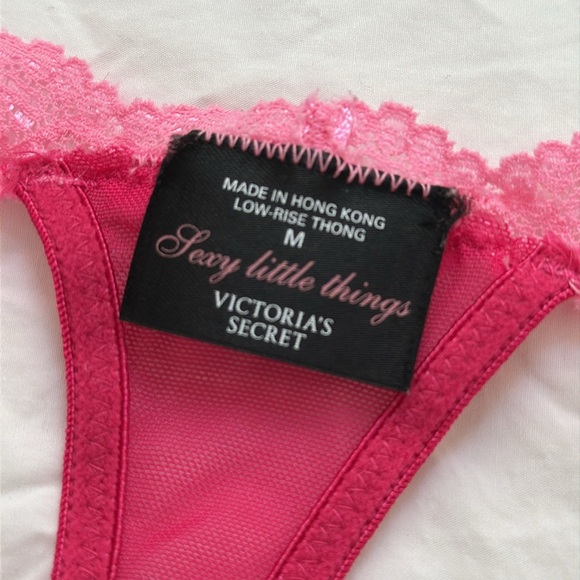 MADE IN HONG KONG
LOW-RISE THONG
M
Sexy little things
VICTORIA'S
SECRET